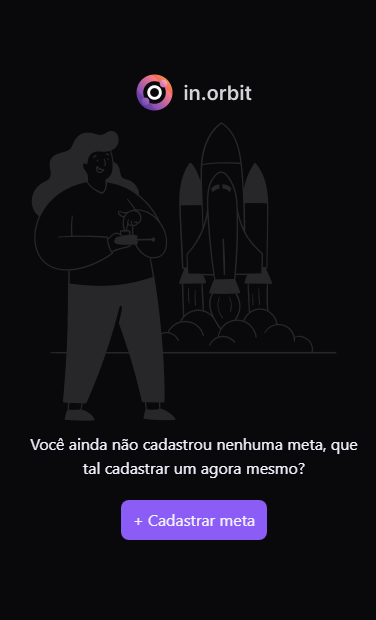 in.orbit
Você ainda não cadastrou nenhuma meta, que
tal cadastrar um agora mesmo?
+ Cadastrar meta